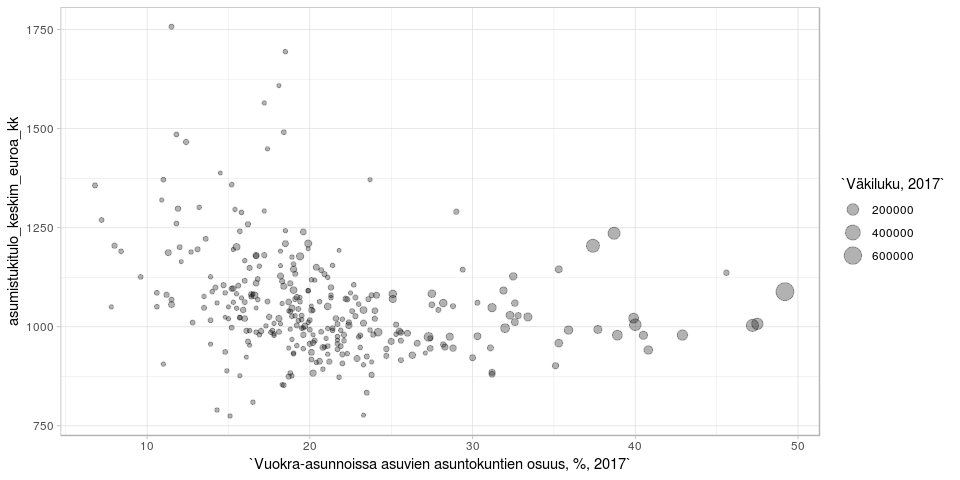 1750
1500
1250
1000
750
asumistukitulo_keskim_euroa_kk
10 20 30 40 50
`Vuokra-asunnoissa asuvien asuntokuntien osuus, %, 2017`
`Väkiluku, 2017`
200000
400000
600000